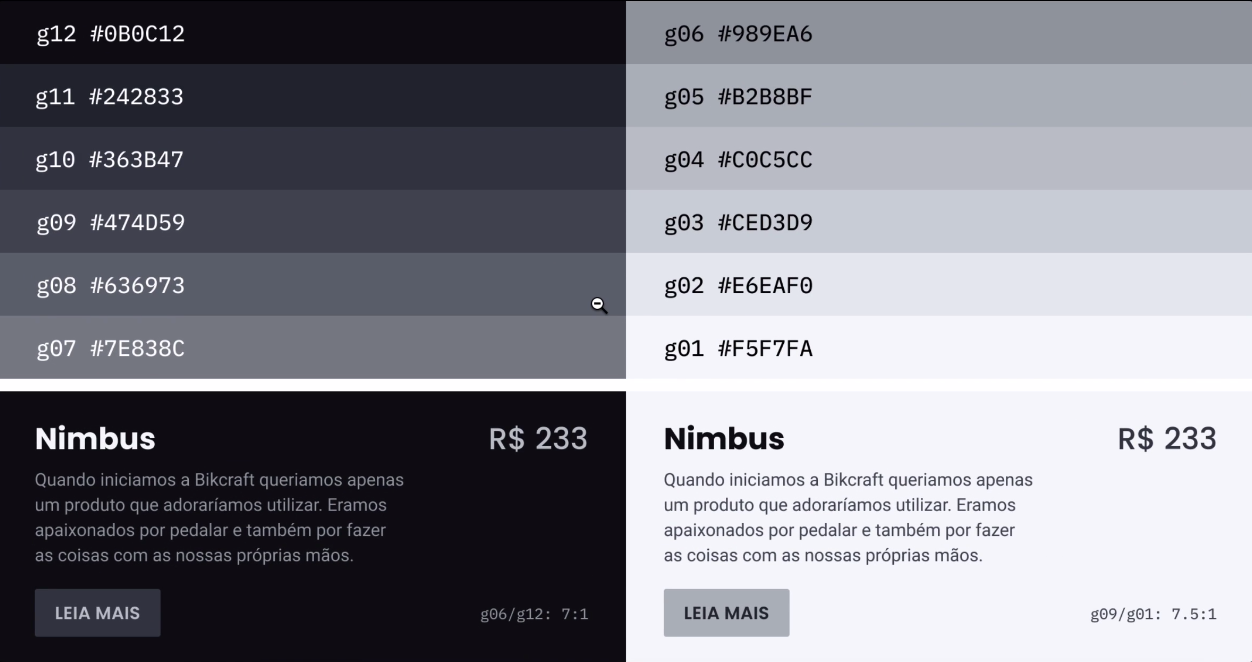 g12 #0B0C12
g11 #242833
g10 #363B47
g09 #474D59
g08 #636973
g07 #7E838C
g06 #989EA6
g05 #B2B8BF
g04 #C0C5CC
g03 #CED3D9
g02 #E6EAF0
g01 #F5F7FA
Nimbus
R$ 233
Quando iniciamos a Bikcraft queriamos apenas
um produto que adoraríamos utilizar. Eramos
apaixonados por pedalar e também por fazer
as coisas com as nossas próprias mãos.
LEIA MAIS
g06/g12: 7:1
Nimbus
R$ 233
Quando iniciamos a Bikcraft queriamos apenas
um produto que adoraríamos utilizar. Eramos
apaixonados por pedalar e também por fazer
as coisas com as nossas próprias mãos.
LEIA MAIS
g09/g01: 7.5:1